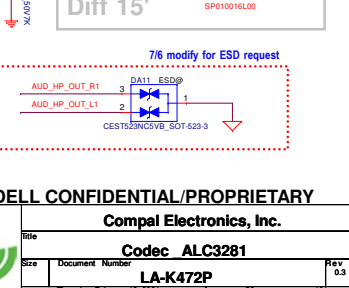 50V7K
Diff 15'
SP010016L00
7/6 modify for ESD request
AUD_HP_OUT_R1
3
DA11 ESD@
1
AUD_HP_OUT_L1
2
CEST523NC5VB_SOT-523-3
DELL CONFIDENTIAL/PROPRIETARY
Compal Electronics, Inc.
Title
Codec _ALC3281
Size
Document Number
Rev
LA-K472P
0.3